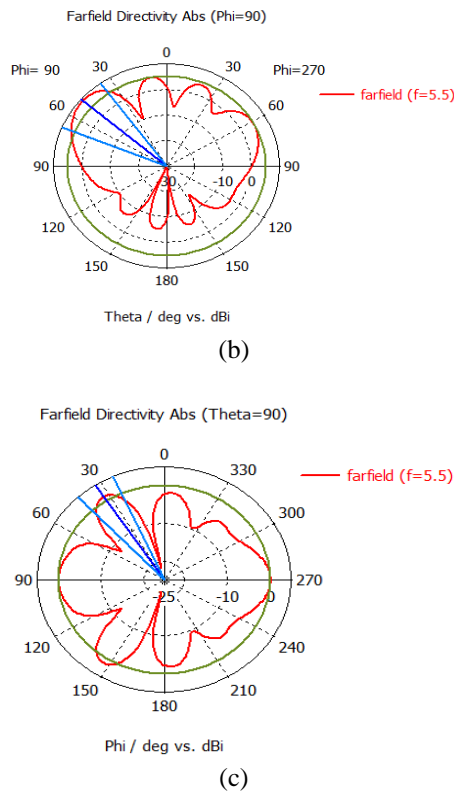 Farfield Directivity Abs (Phi=90)
0
Phi= 90 30 30 Phi=270
60 60
farfield (f=5.5)
90 -30 -10 0 90
120 120
150 150
180
Theta / deg vs. dBi
(b)
Farfield Directivity Abs (Theta=90)
0
30 330
farfield (f=5.5)
60 300
90 -25 -10 0 270
120 240
150 210
180
Phi / deg vs. dBi
(c)